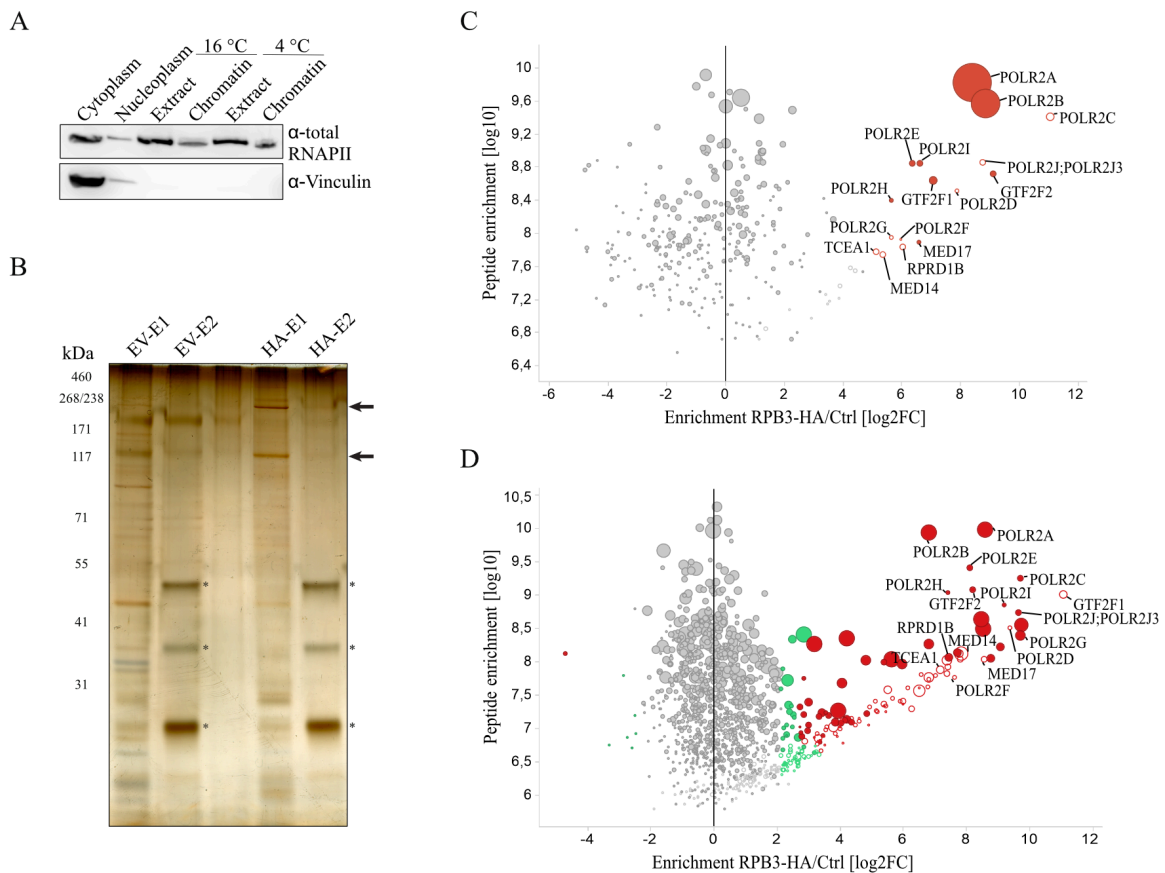 A
16 °C
4 °C
Cytoplasm
Nucleoplasm
Extract
Chromatin
Extract
Chromatin
α-total
RNAPII
α-Vinculin
B
kDa
EV-E1
EV-E2
HA-E1
HA-E2
460
268/238
171
117
71
55
41
31
*
*
*
*
*
*
C
Peptide enrichment [log10]
10
9,6
9,2
8,8
8,4
8
7,6
7,2
6,8
6,4
-6
-4
-2
0
2
4
6
8
10
12
Enrichment RPB3-HA/Ctrl [log2FC]
POLR2A
POLR2B
POLR2C
POLR2E
POLR2I
POLR2J;POLR2J3
POLR2H
GTF2F1
POLR2D
GTF2F2
POLR2G
POLR2F
TCEA1
MED17
RPRD1B
MED14
D
Peptide enrichment [log10]
10,5
10
9,5
9
8,5
8
7,5
7
6,5
6
-4
-2
0
2
4
6
8
10
12
Enrichment RPB3-HA/Ctrl [log2FC]
POLR2A
POLR2B
POLR2E
POLR2C
POLR2H
POLR2I
GTF2F2
GTF2F1
POLR2J;POLR2J3
RPRD1B
MED14
POLR2G
TCEA1
POLR2D
MED17
POLR2F